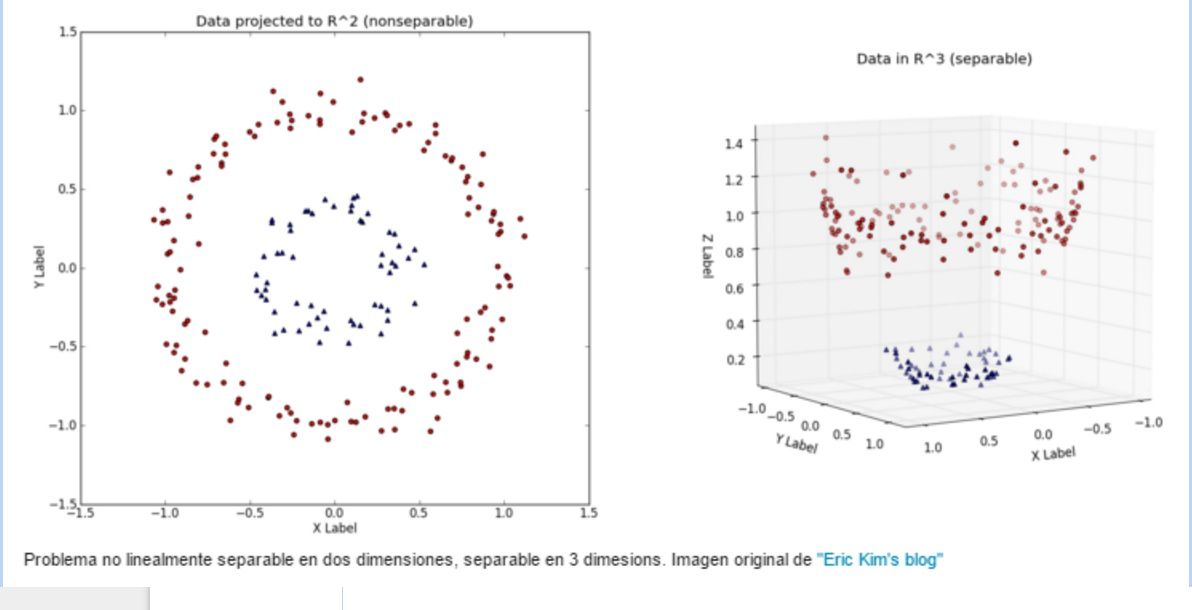 Data projected to R^2 (nonseparable)
1.5
1.0
0.5
0.0
−0.5
−1.0
−1.5
Y Label
−1.5 −1.0 −0.5 0.0 0.5 1.0 1.5
X Label
Data in R^3 (separable)
1.4
1.2
1.0
0.8
0.6
0.4
0.2
Z Label
−1.0 −0.5 0.0 0.5 1.0
Y Label
1.0 0.5 0.0 −0.5 −1.0
X Label
Problema no linealmente separable en dos dimensiones, separable en 3 dimesions. Imagen original de "Eric Kim's blog"